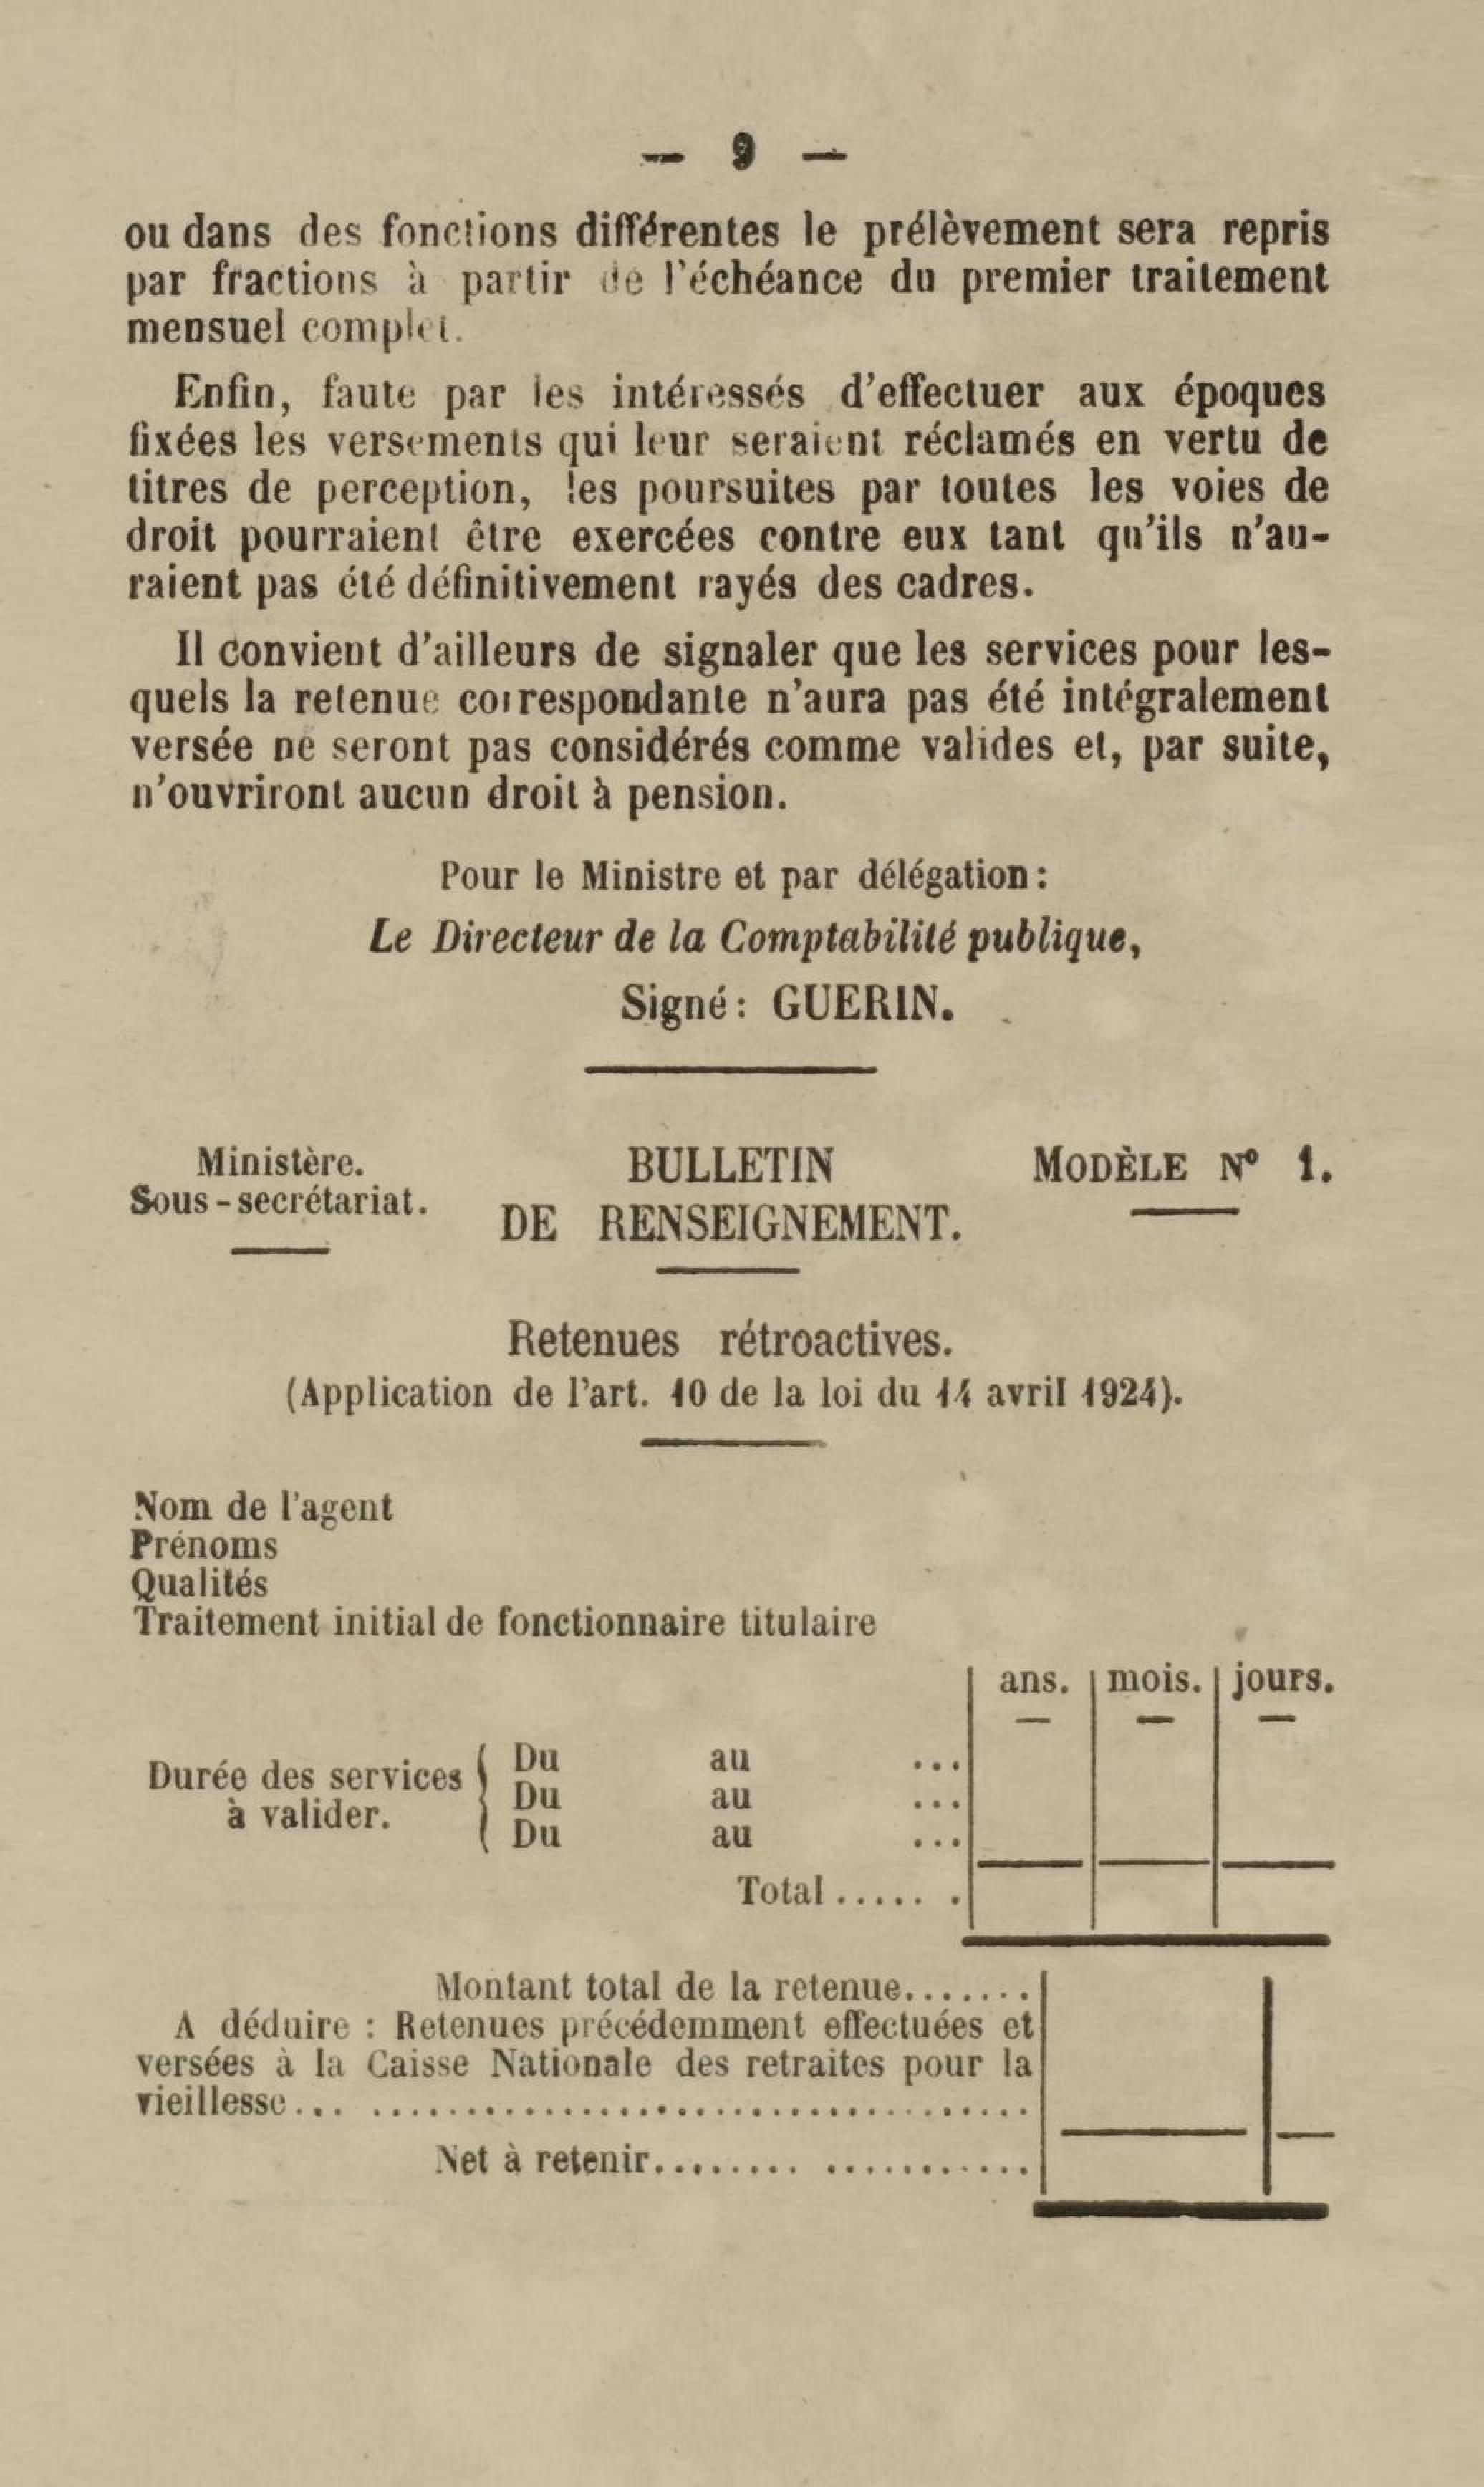 — 9 —
ou dans des fonctions différentes le prélèvement sera repris
par fractions à partir de l'échéance du premier traitement
mensuel complet.
Enfin, faute par les intéressés d'effectuer aux époques
fixées les versements qui leur seraient réclamés en vertu de
titres de perception, les poursuites par toutes les voies de
droit pourraient être exercées contre eux tant qu'ils n'au-
raient pas été définitivement rayés des cadres.
Il convient d'ailleurs de signaler que les services pour les-
quels la retenue correspondante n'aura pas été intégralement
versée ne seront pas considérés comme valides et, par suite,
n'ouvriront aucun droit à pension.
Pour le Ministre et par délégation:
Le Directeur de la Comptabilité publique,
Signé: GUERIN.
Ministère.
Sous-secrétariat.
BULLETIN
DE RENSEIGNEMENT.
MODÈLE Nº 1.
Retenues rétroactives.
(Application de l'art. 10 de la loi du 14 avril 1924).
Nom de l'agent
Prénoms
Qualités
Traitement initial de fonctionnaire titulaire
ans. mois. jours.
Durée des services
à valider.
Du au ...
Du au ...
Du au ...
Total..... .
Montant total de la retenue.......
A déduire : Retenues précédemment effectuées et
versées à la Caisse Nationale des retraites pour la
vieillesse... ...................................
Net à retenir........ ...........